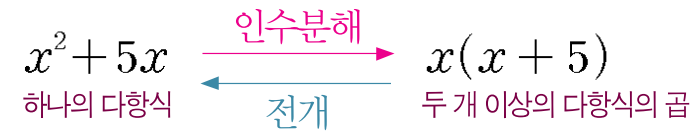 인수분해
x² + 5x
x(x + 5)
전개
하나의 다항식
두 개 이상의 다항식의 곱